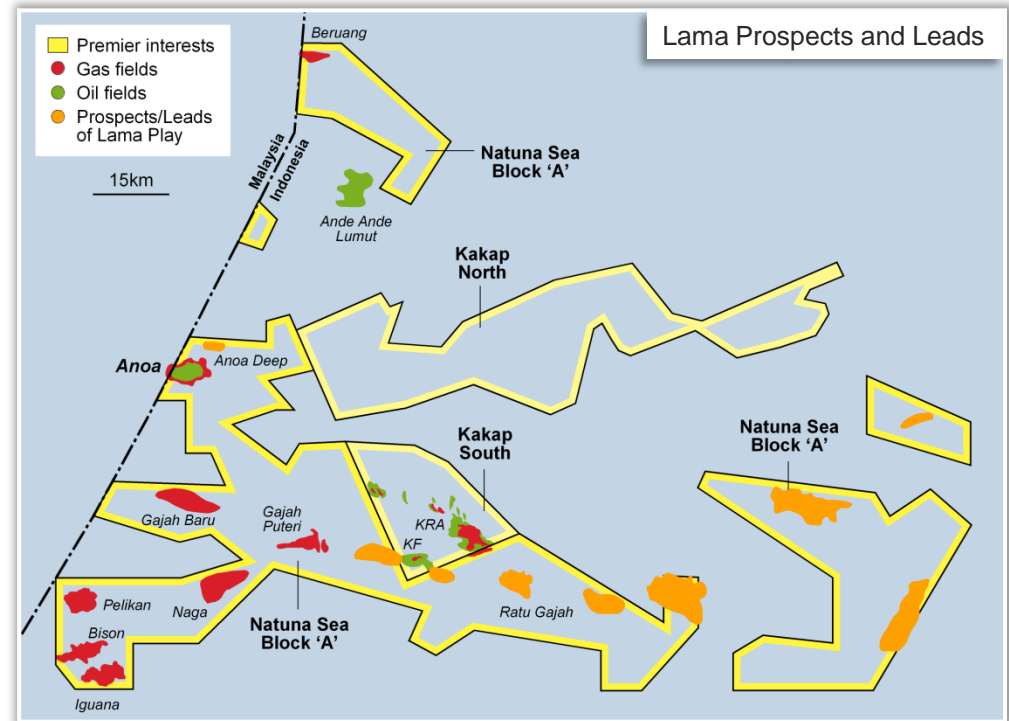 Lama Prospects and Leads
Premier interests
Gas fields
Oil fields
Prospects/Leads
of Lama Play
15km
Malaysia
Indonesia
Beruang
Natuna Sea
Block ‘A’
Ande Ande
Lumut
Kakap
North
Anoa
Anoa Deep
Kakap
South
Natuna Sea
Block ‘A’
Gajah Baru
Gajah
Puteri
KRA
KF
Pelikan
Naga
Ratu Gajah
Bison
Natuna Sea
Block ‘A’
Iguana